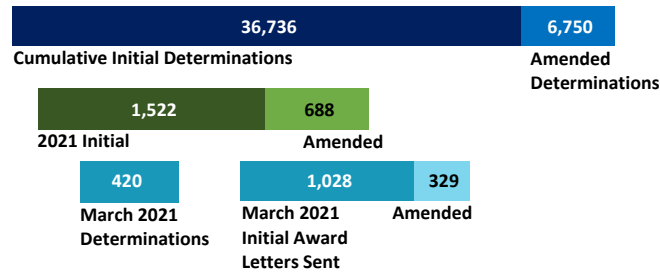 36,736 6,750
Cumulative Initial Determinations Amended
Determinations
1,522 688
2021 Initial Amended
420 1,028 329
March 2021 March 2021 Amended
Determinations Initial Award
Letters Sent